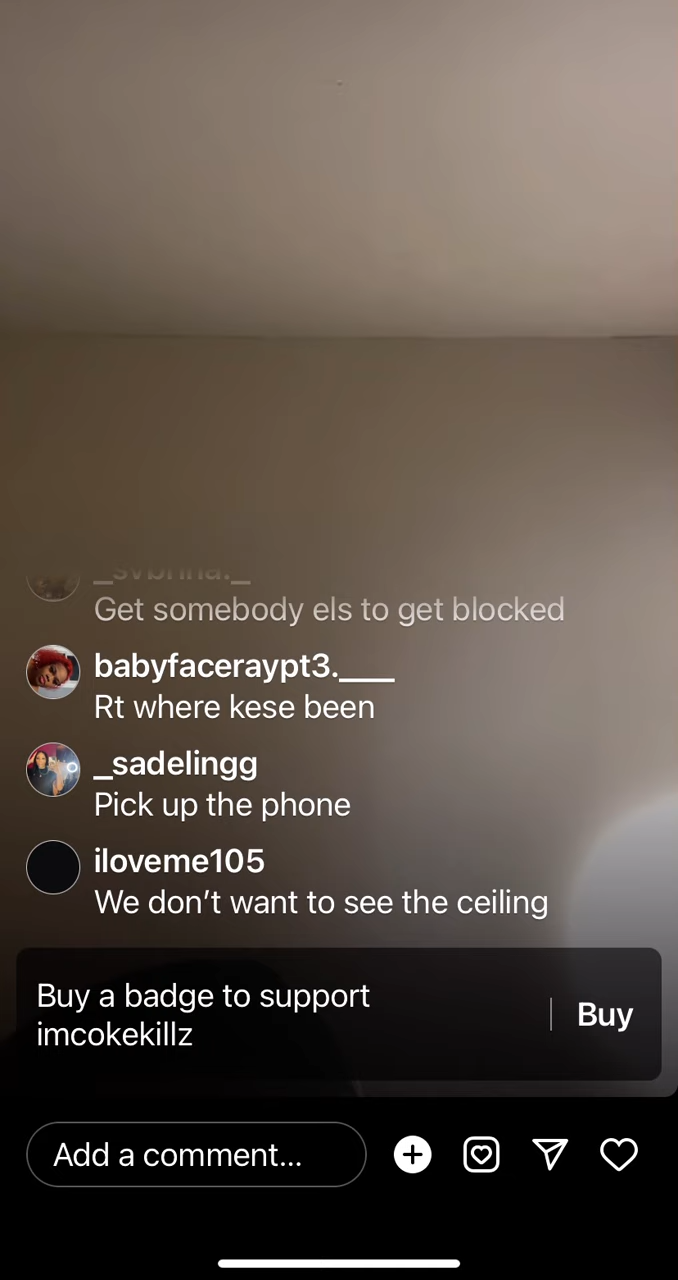 Get somebody els to get blocked
babyfaceraypt3.____
Rt where kese been
_sadelingg
Pick up the phone
iloveme105
We don’t want to see the ceiling
Buy a badge to support
imcokekillz
Buy
Add a comment...